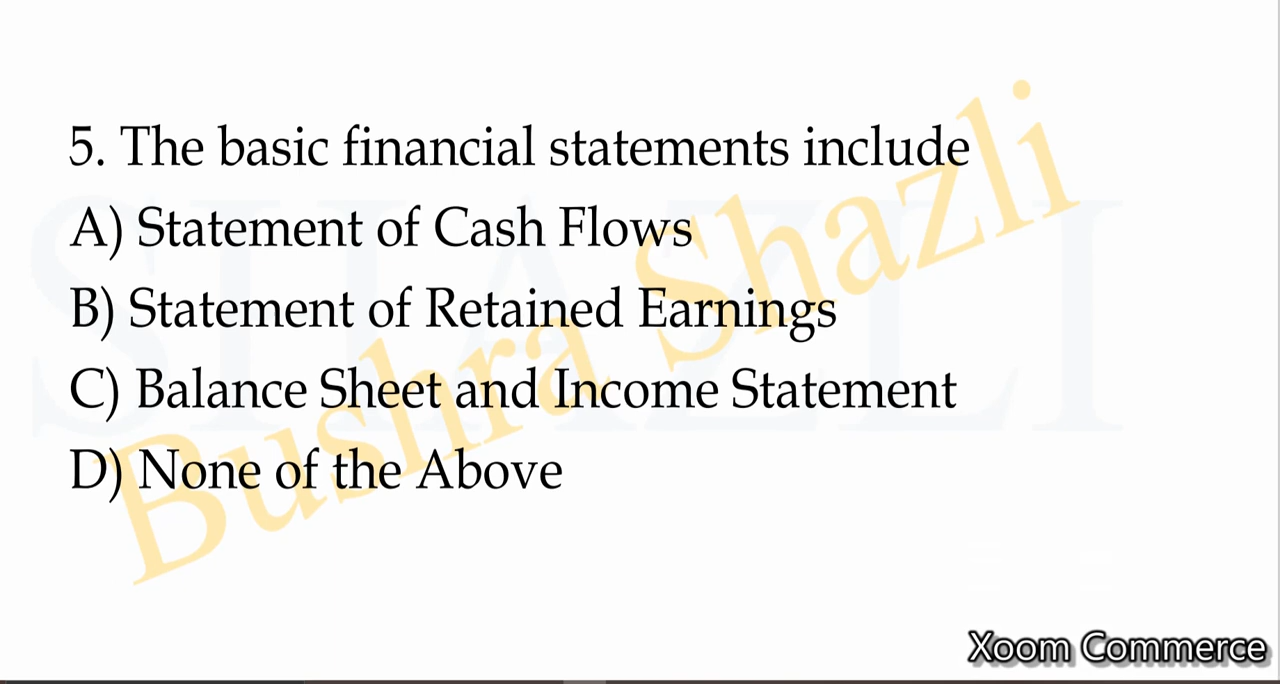 5. The basic financial statements include
A) Statement of Cash Flows
B) Statement of Retained Earnings
C) Balance Sheet and Income Statement
D) None of the Above
Bushra Shazli
SHAZLI
Xoom Commerce